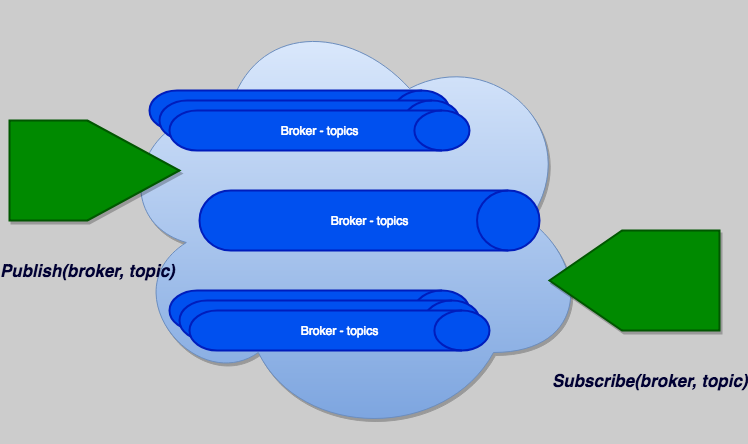 Broker - topics
Broker - topics
Publish(broker, topic)
Broker - topics
Subscribe(broker, topic)